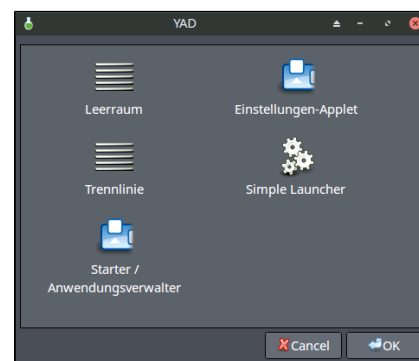 YAD
Leerraum
Einstellungen-Applet
Trennlinie
Simple Launcher
Starter /
Anwendungsverwalter
Cancel
OK